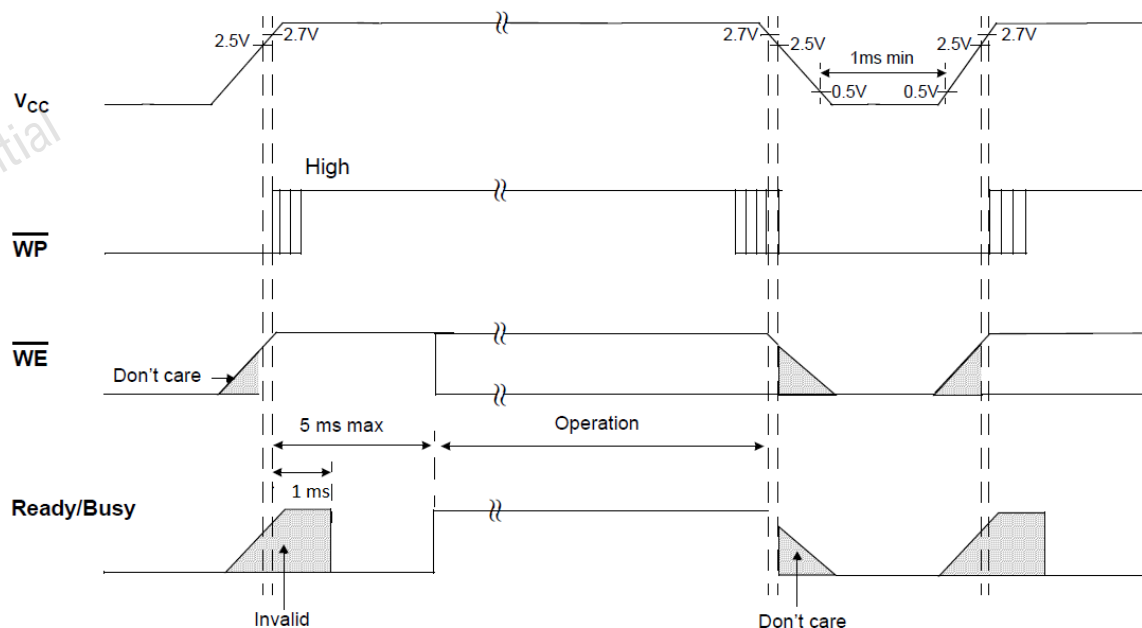 2.5V 2.7V 2.7V 2.5V 2.5V 2.7V
1ms min
0.5V 0.5V
VCC
High
WP
WE
Don't care
5 ms max Operation
1 ms
Ready/Busy
Invalid Don't care